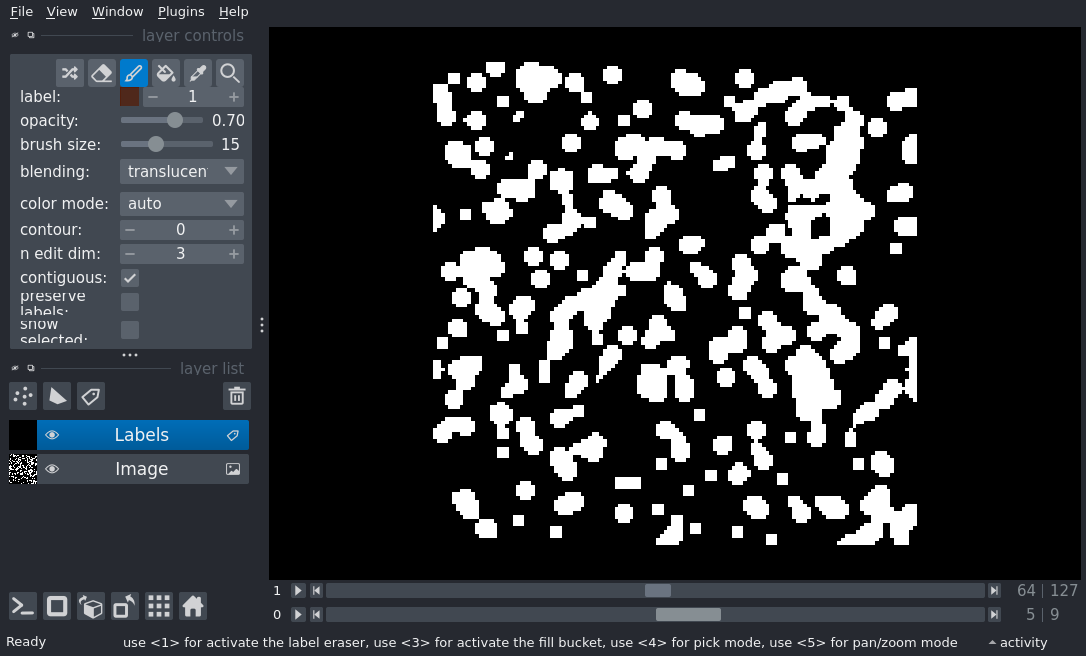 File View Window Plugins Help
layer controls
label: 1
opacity: 0.70
brush size: 15
blending: translucen
color mode: auto
contour: 0
n edit dim: 3
contiguous:
preserve
labels:
show
selected:
layer list
Labels
Image
1 64 | 127
0 5 | 9
Ready use <1> for activate the label eraser, use <3> for activate the fill bucket, use <4> for pick mode, use <5> for pan/zoom mode activity